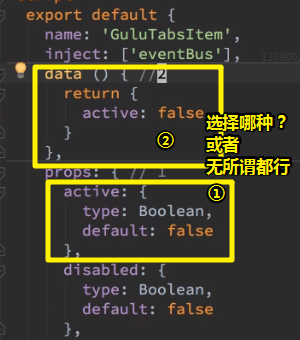 export default {
name: 'GuluTabsItem',
inject: ['eventBus'],
data () { //2
return {
active: false
}
},
选择哪种？
或者
无所谓都行
②
props: { // 1
①
active: {
type: Boolean,
default: false
},
disabled: {
type: Boolean,
default: false
},